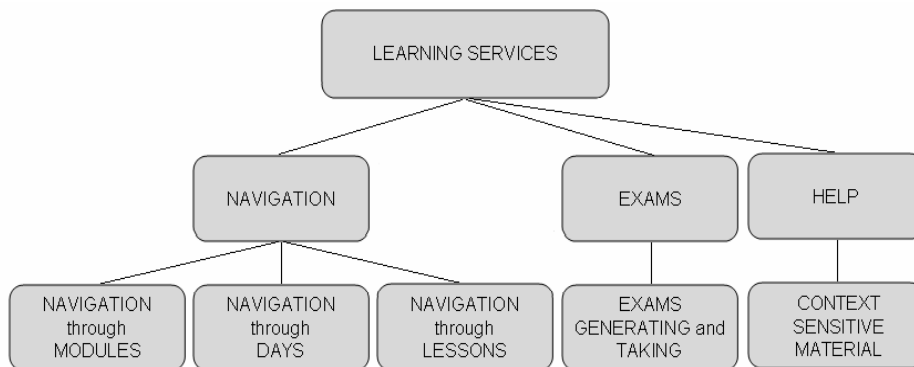 LEARNING SERVICES
NAVIGATION
EXAMS
HELP
NAVIGATION
through
MODULES
NAVIGATION
through
DAYS
NAVIGATION
through
LESSONS
EXAMS
GENERATING and
TAKING
CONTEXT
SENSITIVE
MATERIAL